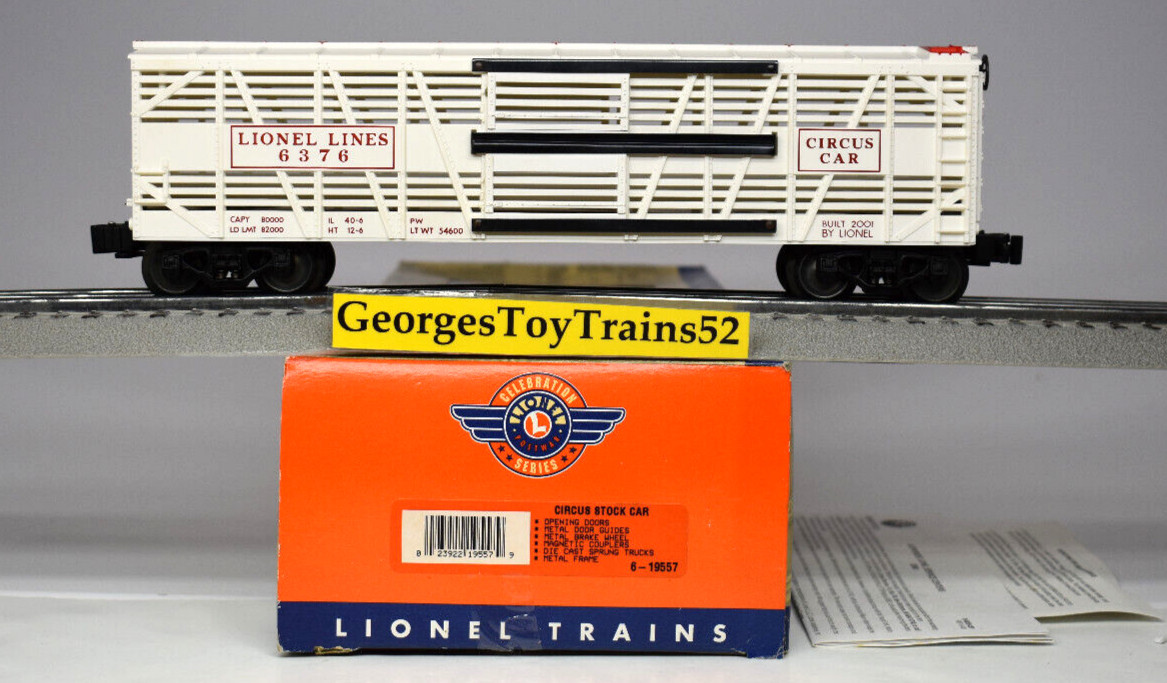 LIONEL LINES
6376
CIRCUS
CAR
CAPY 80000
LD LMT 82000
IL 40-6
HT 12-6
PW
LT WT 54600
BUILT 2001
BY LIONEL
GeorgesToyTrains52
CELEBRATION
LIONEL
L
POSTWAR
SERIES
CIRCUS STOCK CAR
• OPENING DOORS
• METAL DOOR GUIDES
• METAL BRAKE WHEEL
• MAGNETIC COUPLERS
• DIE CAST SPRUNG TRUCKS
• METAL FRAME
0 23922 19557 9
6-19557
LIONEL TRAINS